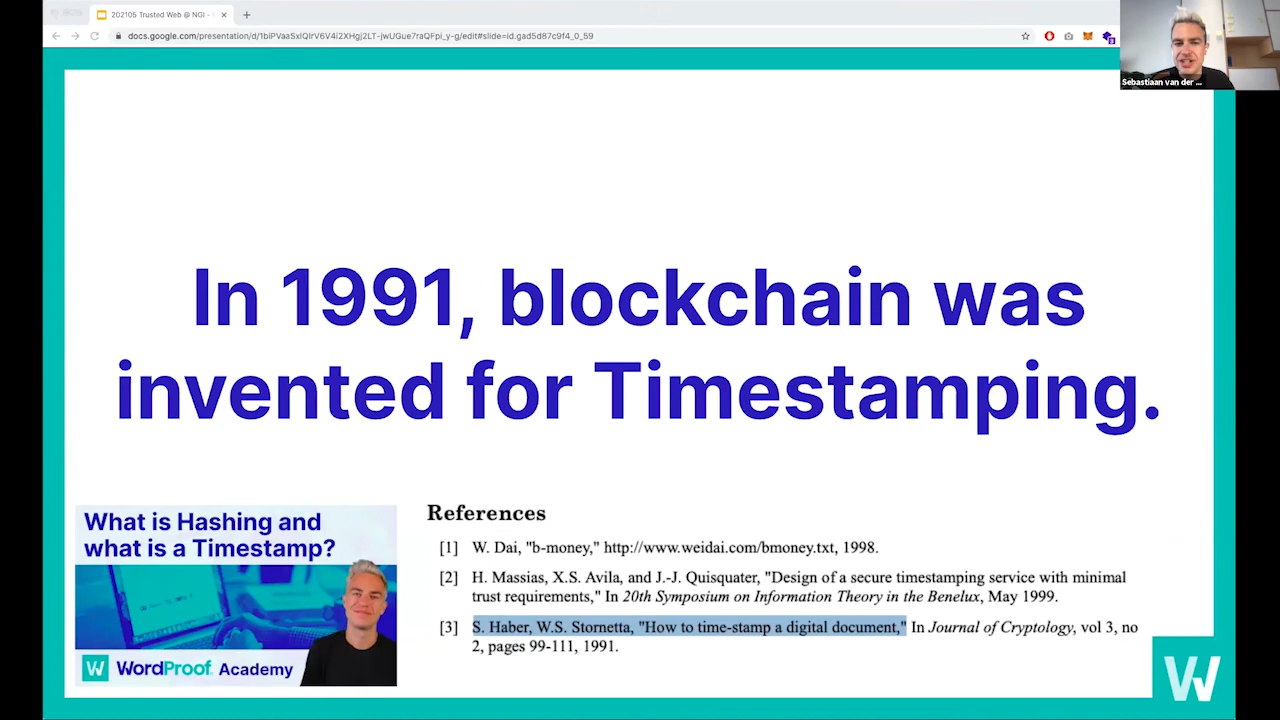 202105 Trusted Web @ NGI -
docs.google.com/presentation/d/1biPVaaSxlQIrV6V4i2XHgj2LT-jwUGue7raQFpi_y-g/edit#slide=id.gad5d87c9f4_0_59
Sebastiaan van der ...
In 1991, blockchain was
invented for Timestamping.
What is Hashing and
what is a Timestamp?
W WordProof Academy
References
[1] W. Dai, "b-money," http://www.weidai.com/bmoney.txt, 1998.
[2] H. Massias, X.S. Avila, and J.-J. Quisquater, "Design of a secure timestamping service with minimal
trust requirements," In 20th Symposium on Information Theory in the Benelux, May 1999.
[3] S. Haber, W.S. Stornetta, "How to time-stamp a digital document," In Journal of Cryptology, vol 3, no
2, pages 99-111, 1991.
W